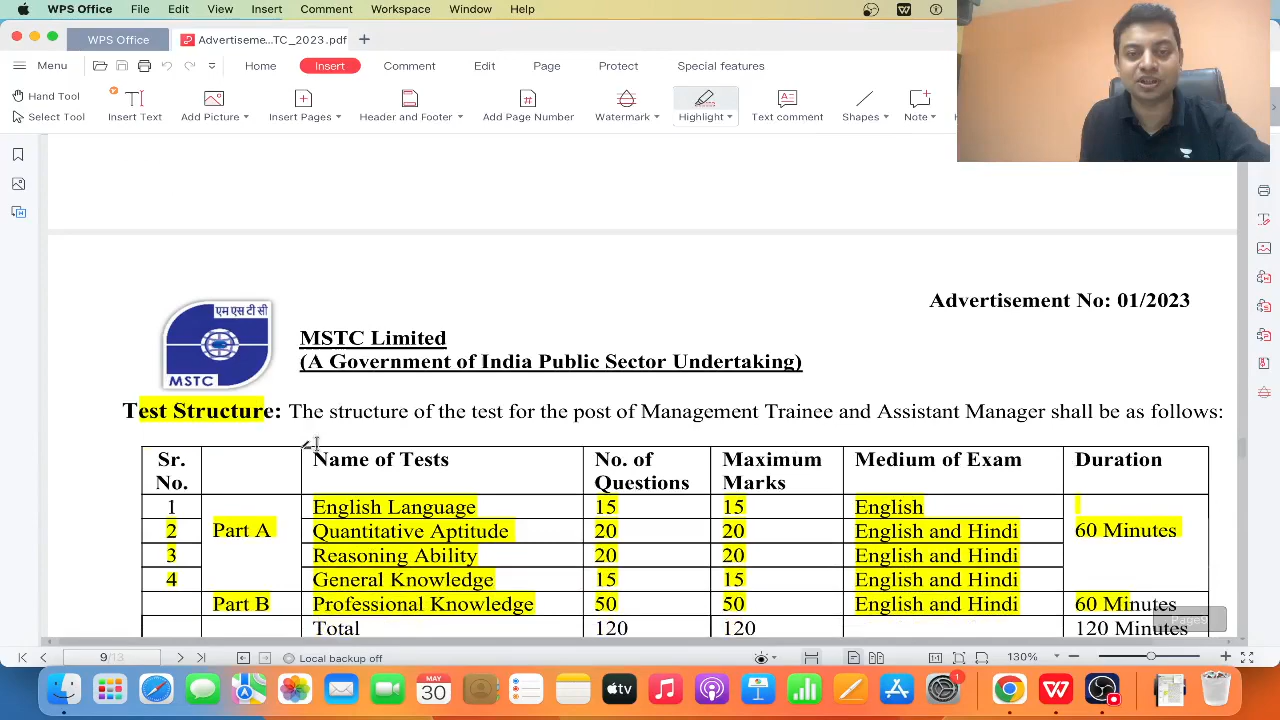 WPS Office File Edit View Insert Comment Workspace Window Help
WPS Office Advertiseme...TC_2023.pdf
Menu Home Insert Comment Edit Page Protect Special features
Hand Tool
Select Tool Insert Text Add Picture Insert Pages Header and Footer Add Page Number Watermark Highlight Text comment Shapes Note
Advertisement No: 01/2023
एम एस टी सी
MSTC
MSTC Limited
(A Government of India Public Sector Undertaking)
Test Structure: The structure of the test for the post of Management Trainee and Assistant Manager shall be as follows:
Sr. No. Name of Tests No. of Questions Maximum Marks Medium of Exam Duration
1 Part A English Language 15 15 English 60 Minutes
2 Quantitative Aptitude 20 20 English and Hindi
3 Reasoning Ability 20 20 English and Hindi
4 General Knowledge 15 15 English and Hindi
Part B Professional Knowledge 50 50 English and Hindi 60 Minutes
Total 120 120 120 Minutes
Page9
9/13 Local backup off 130%
MAY
30
tv
1